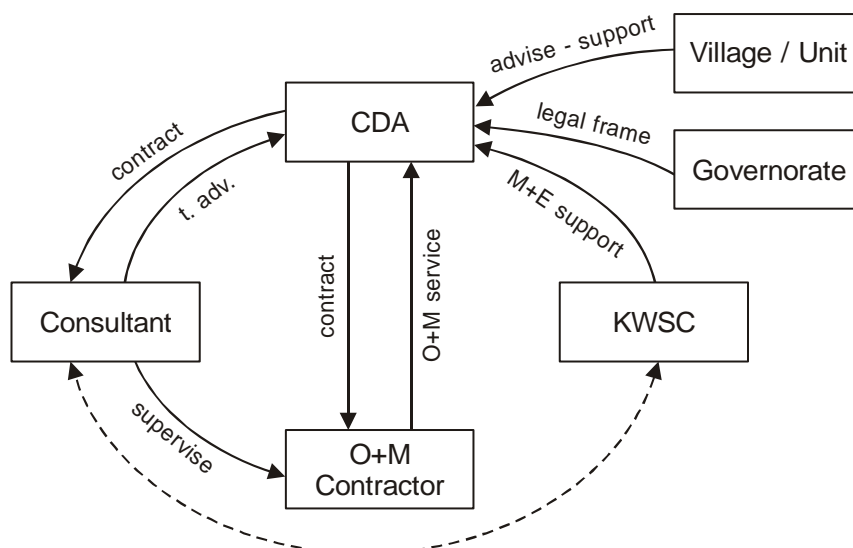 advise - support
Village / Unit
CDA
legal frame
Governorate
contract
t. adv.
M+E support
contract
O+M service
Consultant
KWSC
supervise
O+M
Contractor